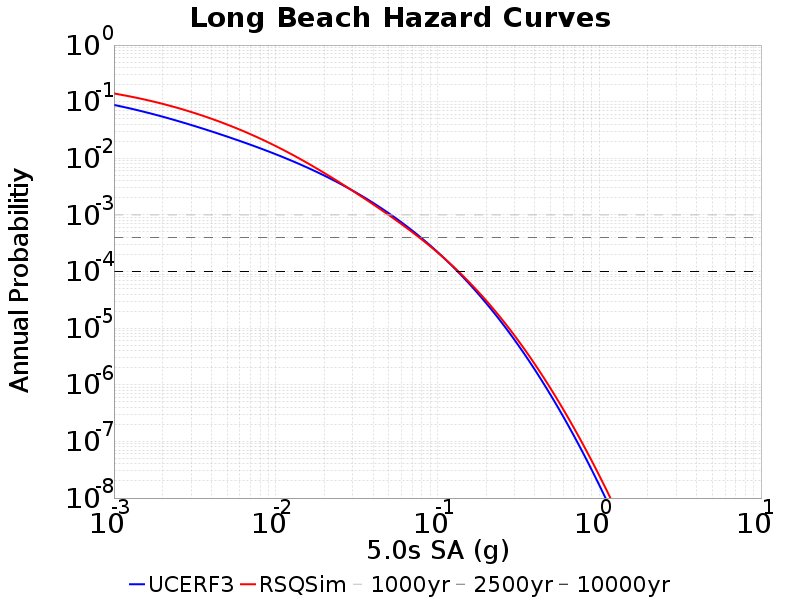 Long Beach Hazard Curves
10^0
10^-1
10^-2
10^-3
10^-4
10^-5
10^-6
10^-7
10^-8
Annual Probabilitiy
10^-3 10^-2 10^-1 10^0 10^1
5.0s SA (g)
UCERF3 RSQSim 1000yr 2500yr 10000yr